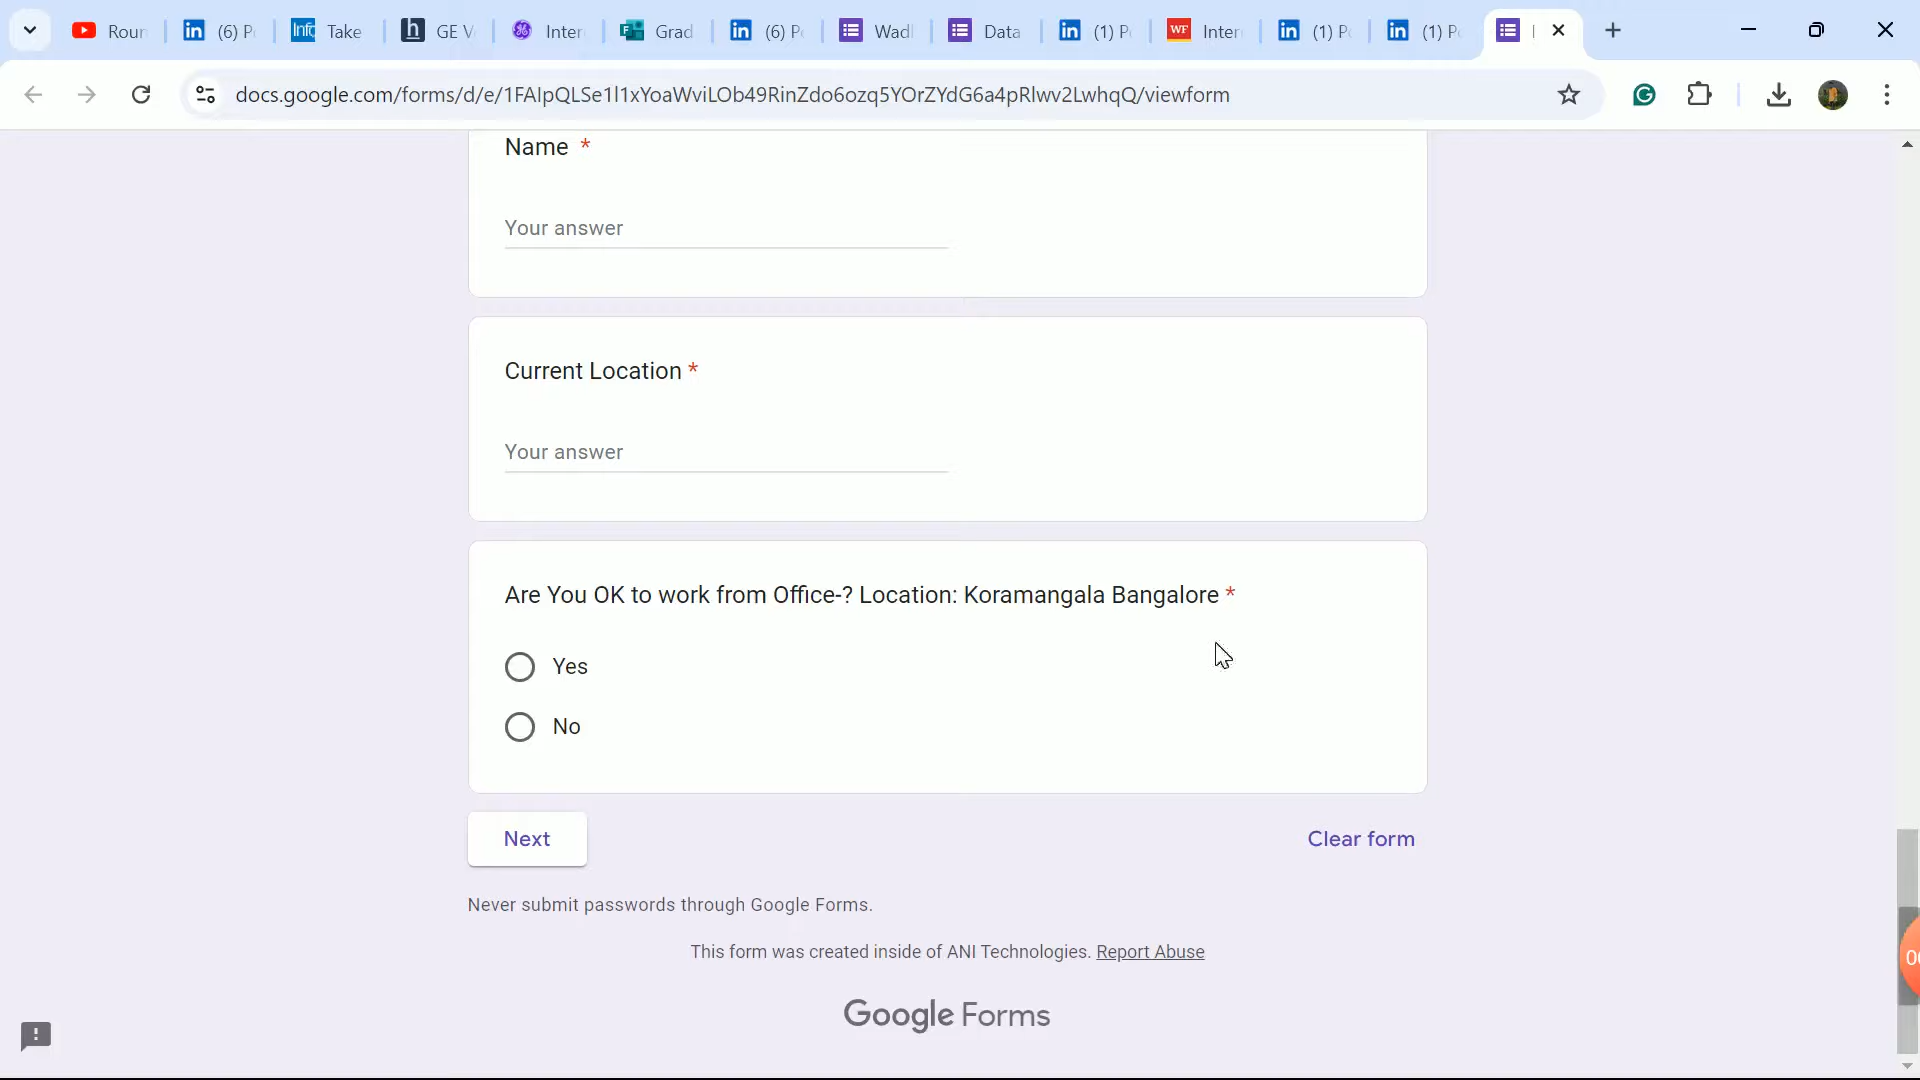 Roun
(6) P
Take
GE V
Inter
Grad
(6) P
Wadl
Data
(1) P
WF
Inter
(1) P
(1) P
docs.google.com/forms/d/e/1FAIpQLSe1l1xYoaWviLOb49RinZdo6ozq5YOrZYdG6a4pRlwv2LwhqQ/viewform
Name *
Your answer
Current Location *
Your answer
Are You OK to work from Office-? Location: Koramangala Bangalore *
Yes
No
Next
Clear form
Never submit passwords through Google Forms.
This form was created inside of ANI Technologies. Report Abuse
Google Forms